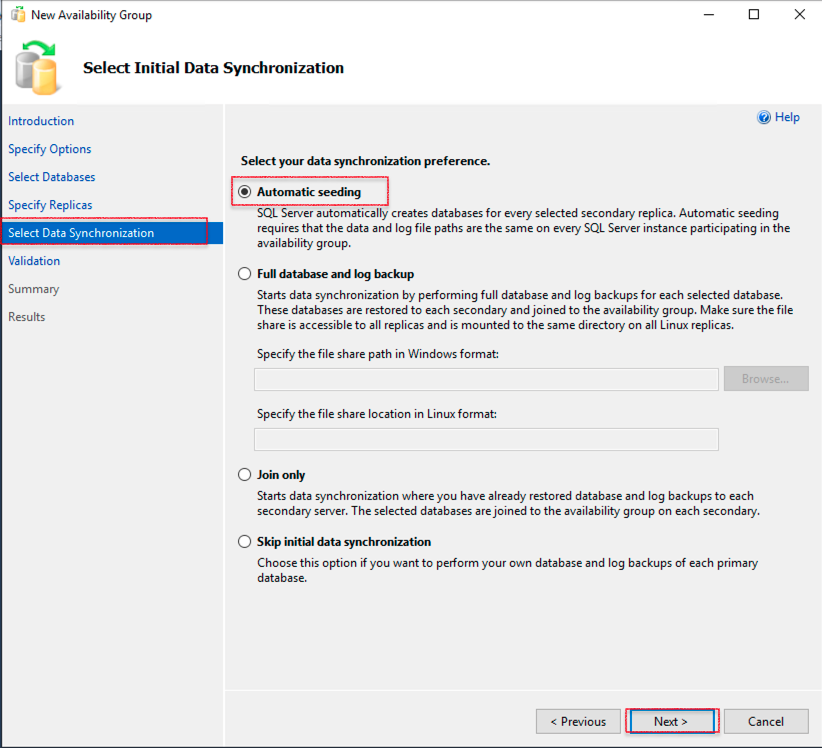 New Availability Group
Select Initial Data Synchronization
Introduction
Specify Options
Select Databases
Specify Replicas
Select Data Synchronization
Validation
Summary
Results
Help
Select your data synchronization preference.
Automatic seeding
SQL Server automatically creates databases for every selected secondary replica. Automatic seeding
requires that the data and log file paths are the same on every SQL Server instance participating in the
availability group.
Full database and log backup
Starts data synchronization by performing full database and log backups for each selected database.
These databases are restored to each secondary and joined to the availability group. Make sure the file
share is accessible to all replicas and is mounted to the same directory on all Linux replicas.
Specify the file share path in Windows format:
Browse...
Specify the file share location in Linux format:
Join only
Starts data synchronization where you have already restored database and log backups to each
secondary server. The selected databases are joined to the availability group on each secondary.
Skip initial data synchronization
Choose this option if you want to perform your own database and log backups of each primary
database.
< Previous
Next >
Cancel